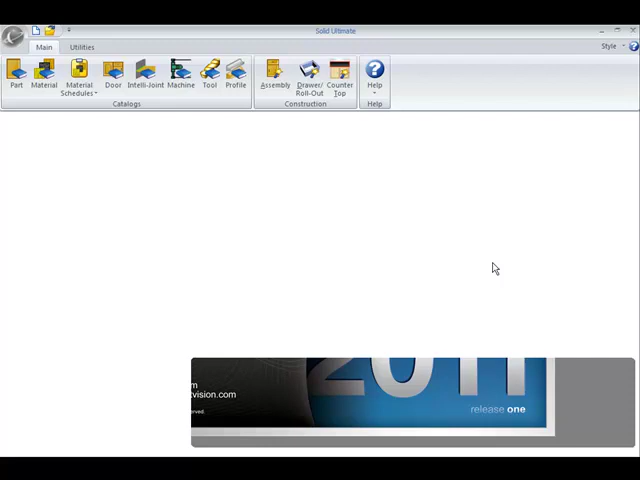 Solid Ultimate
Main Utilities Style
Part Material Material Schedules Door Intelli-Joint Machine Tool Profile Assembly Drawer/ Roll-Out Counter Top Help
Catalogs Construction Help
2011
tvision.com
release one